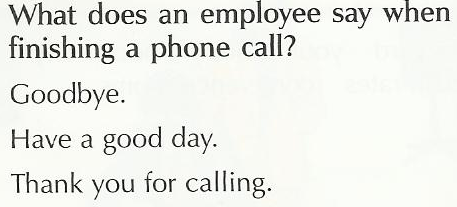 What does an employee say when
finishing a phone call?
Goodbye.
Have a good day.
Thank you for calling.